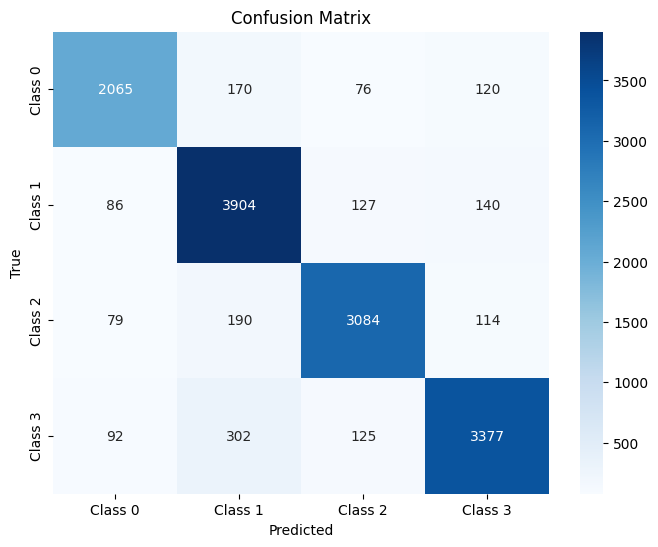 Confusion Matrix
Class 0 2065 170 76 120
Class 1 86 3904 127 140
Class 2 79 190 3084 114
Class 3 92 302 125 3377
Class 0 Class 1 Class 2 Class 3
Predicted
True
3500
3000
2500
2000
1500
1000
500